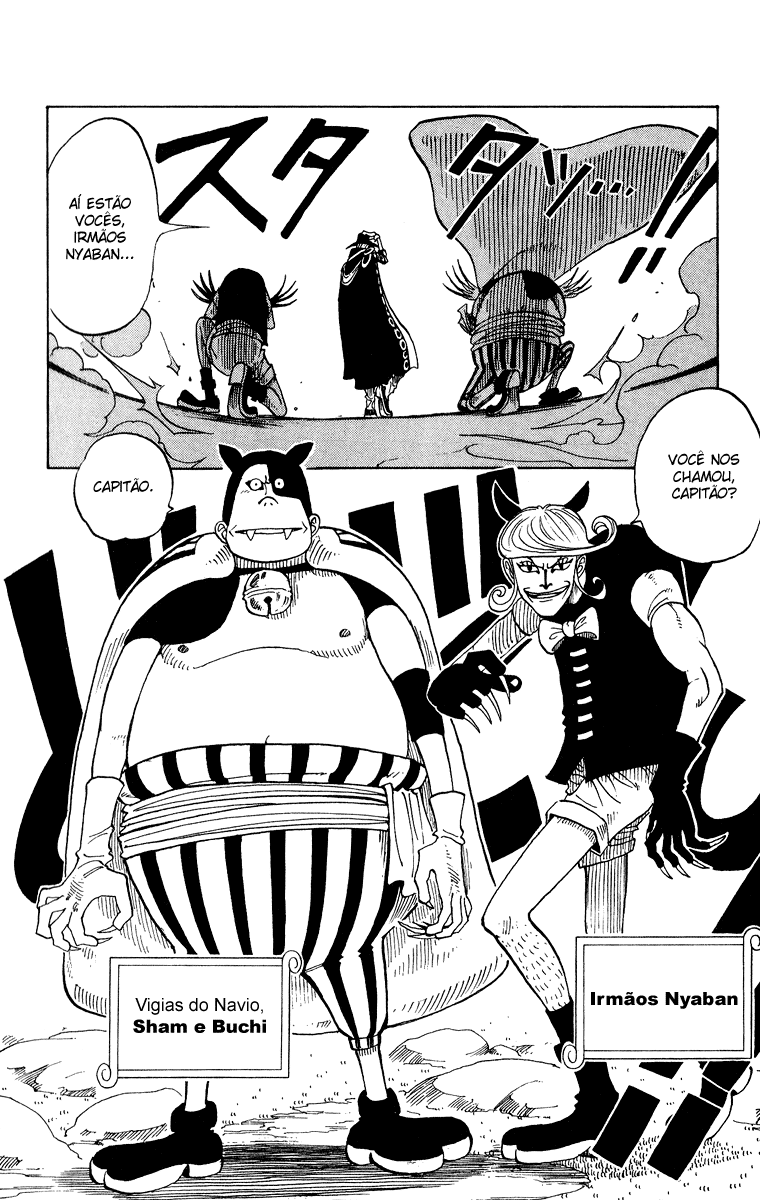 AÍ ESTÃO
VOCÊS,
IRMÃOS
NYABAN...
スタ
タッ…!!
VOCÊ NOS
CHAMOU,
CAPITÃO?
CAPITÃO.
Vigias do Navio,
Sham e Buchi
Irmãos Nyaban